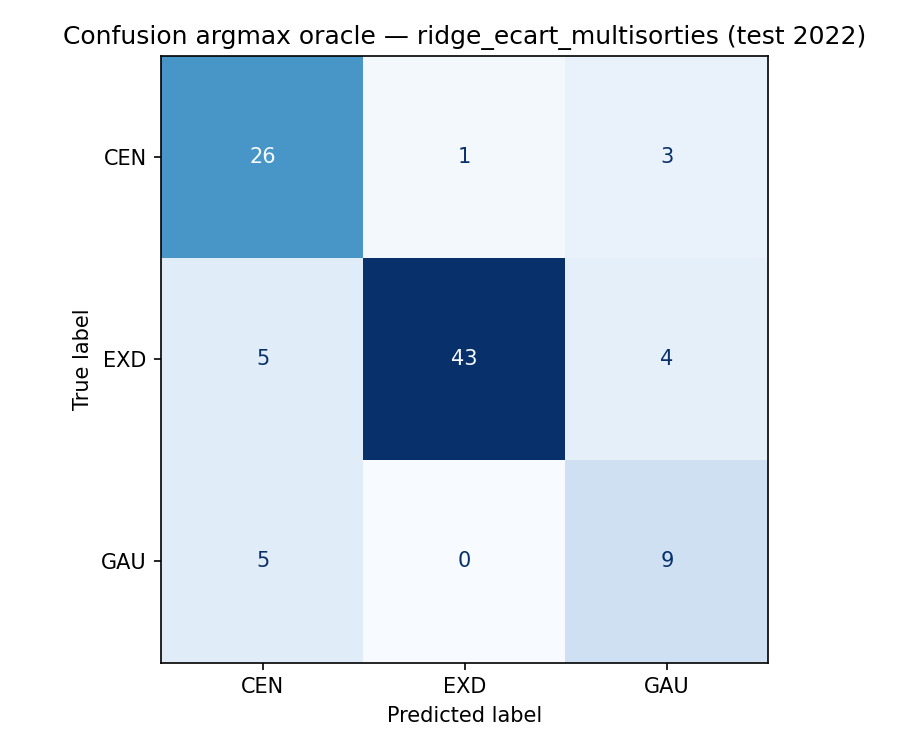 Confusion argmax oracle — ridge_ecart_multisorties (test 2022)
CEN 26 1 3
EXD 5 43 4
GAU 5 0 9
CEN EXD GAU
Predicted label
True label